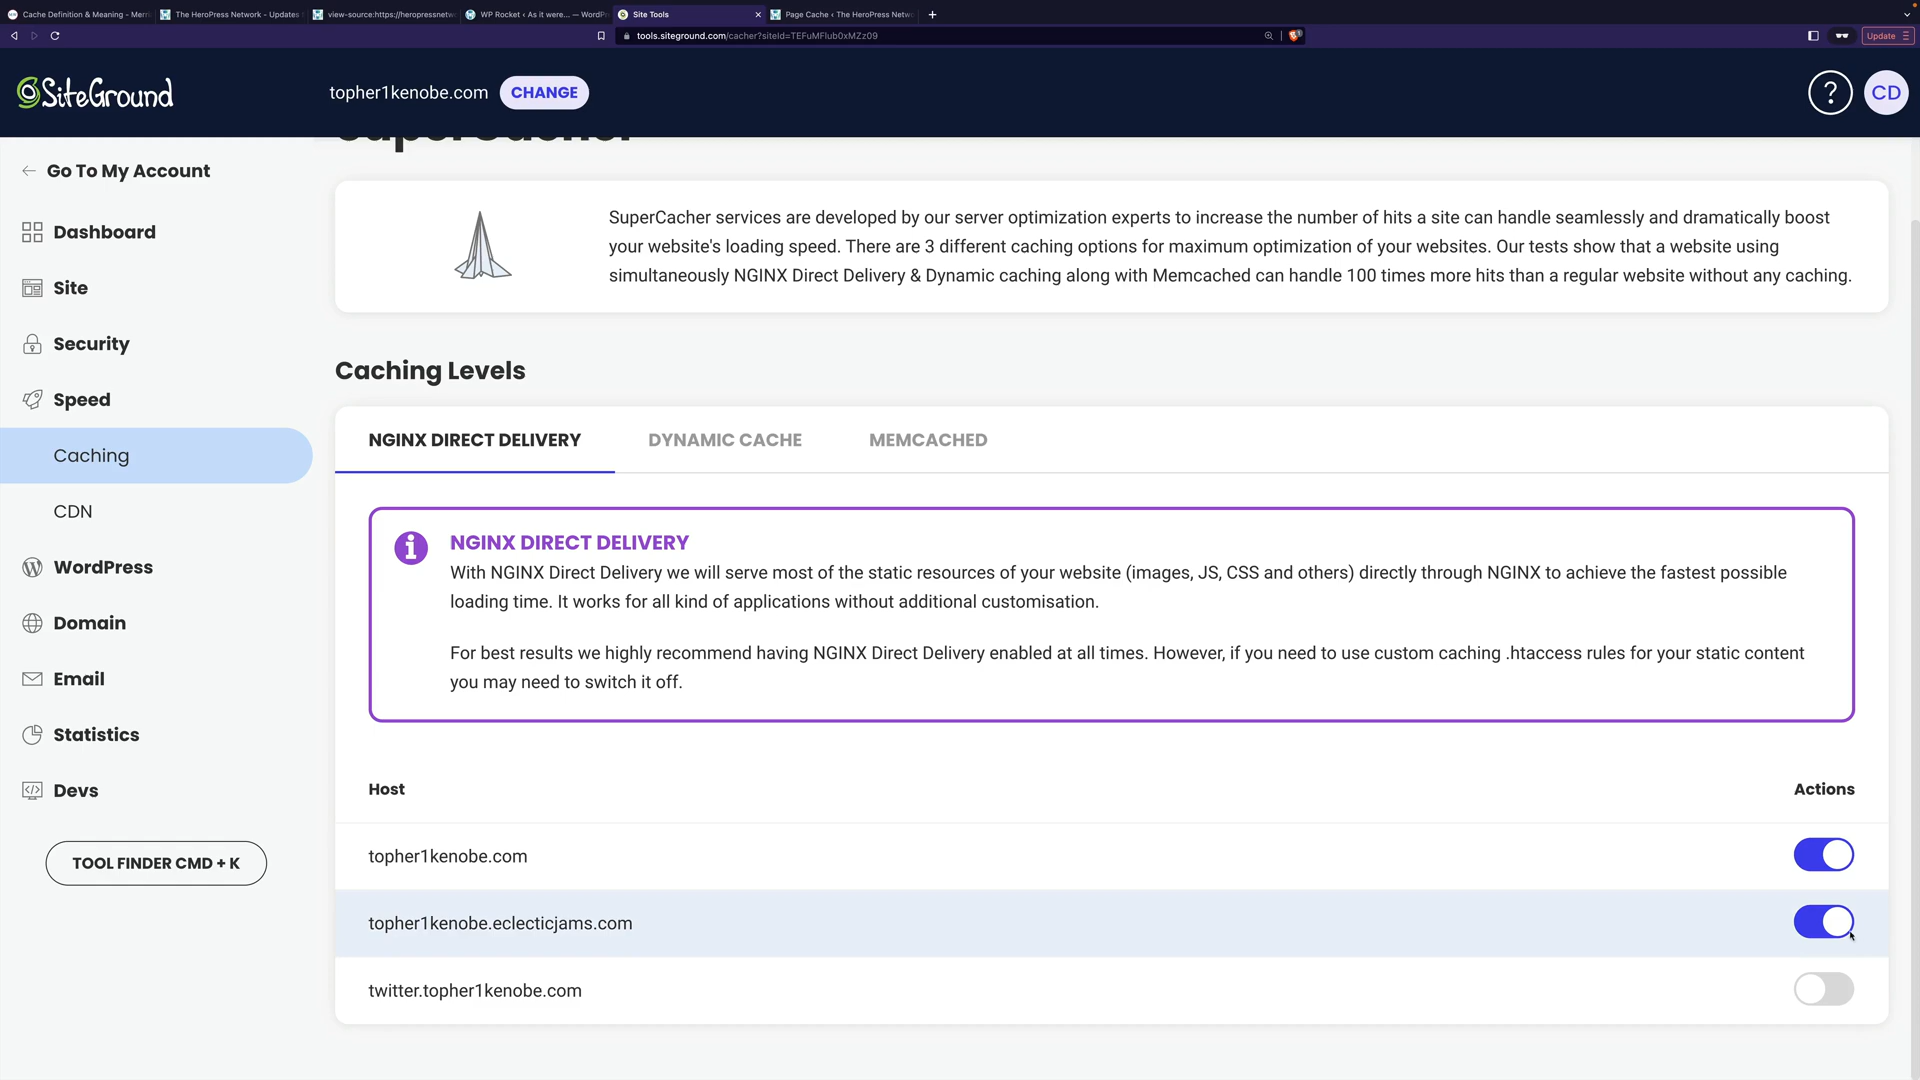 Cache Definition & Meaning - Merri
The HeroPress Network - Updates
view-source:https://heropressnetw
WP Rocket ‹ As it were... — WordPr
Site Tools
Page Cache ‹ The HeroPress Netw
tools.siteground.com/cacher?siteId=TEFuMFlub0xMZz09
Update
SiteGround
topher1kenobe.com
CHANGE
?
CD
SuperCacher
Go To My Account
Dashboard
Site
Security
Speed
Caching
CDN
WordPress
Domain
Email
Statistics
Devs
TOOL FINDER CMD + K
SuperCacher services are developed by our server optimization experts to increase the number of hits a site can handle seamlessly and dramatically boost
your website's loading speed. There are 3 different caching options for maximum optimization of your websites. Our tests show that a website using
simultaneously NGINX Direct Delivery & Dynamic caching along with Memcached can handle 100 times more hits than a regular website without any caching.
Caching Levels
NGINX DIRECT DELIVERY
DYNAMIC CACHE
MEMCACHED
NGINX DIRECT DELIVERY
With NGINX Direct Delivery we will serve most of the static resources of your website (images, JS, CSS and others) directly through NGINX to achieve the fastest possible
loading time. It works for all kind of applications without additional customisation.
For best results we highly recommend having NGINX Direct Delivery enabled at all times. However, if you need to use custom caching .htaccess rules for your static content
you may need to switch it off.
Host
Actions
topher1kenobe.com
topher1kenobe.eclecticjams.com
twitter.topher1kenobe.com